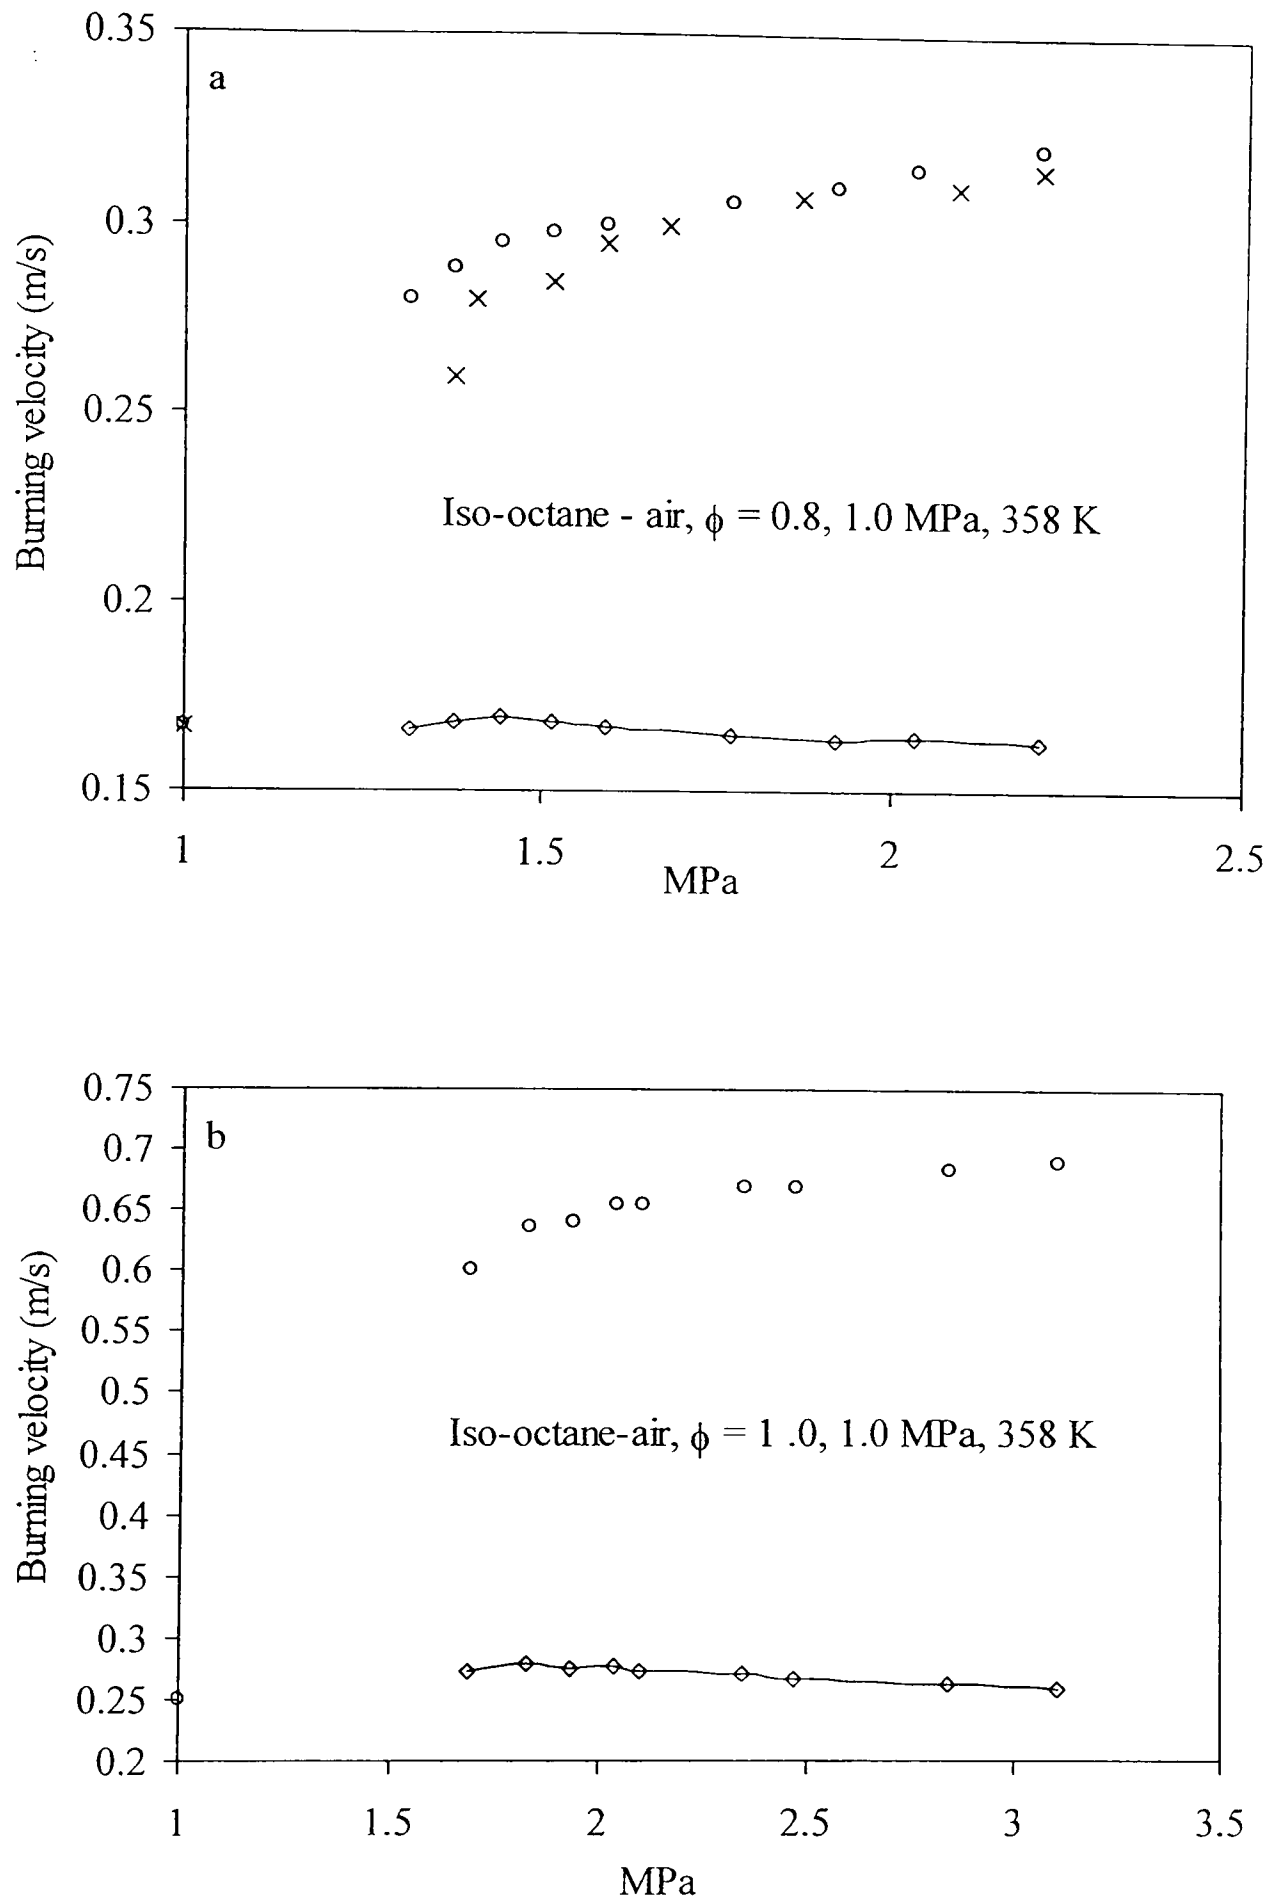 0.35
a
0.3
0.25
0.2
0.15
Burning velocity (m/s)
Iso-octane - air, ϕ = 0.8, 1.0 MPa, 358 K
1 1.5 2 2.5
MPa
0.75
b
0.7
0.65
0.6
0.55
0.5
0.45
0.4
0.35
0.3
0.25
0.2
Burning velocity (m/s)
Iso-octane-air, ϕ = 1 .0, 1.0 MPa, 358 K
1 1.5 2 2.5 3 3.5
MPa